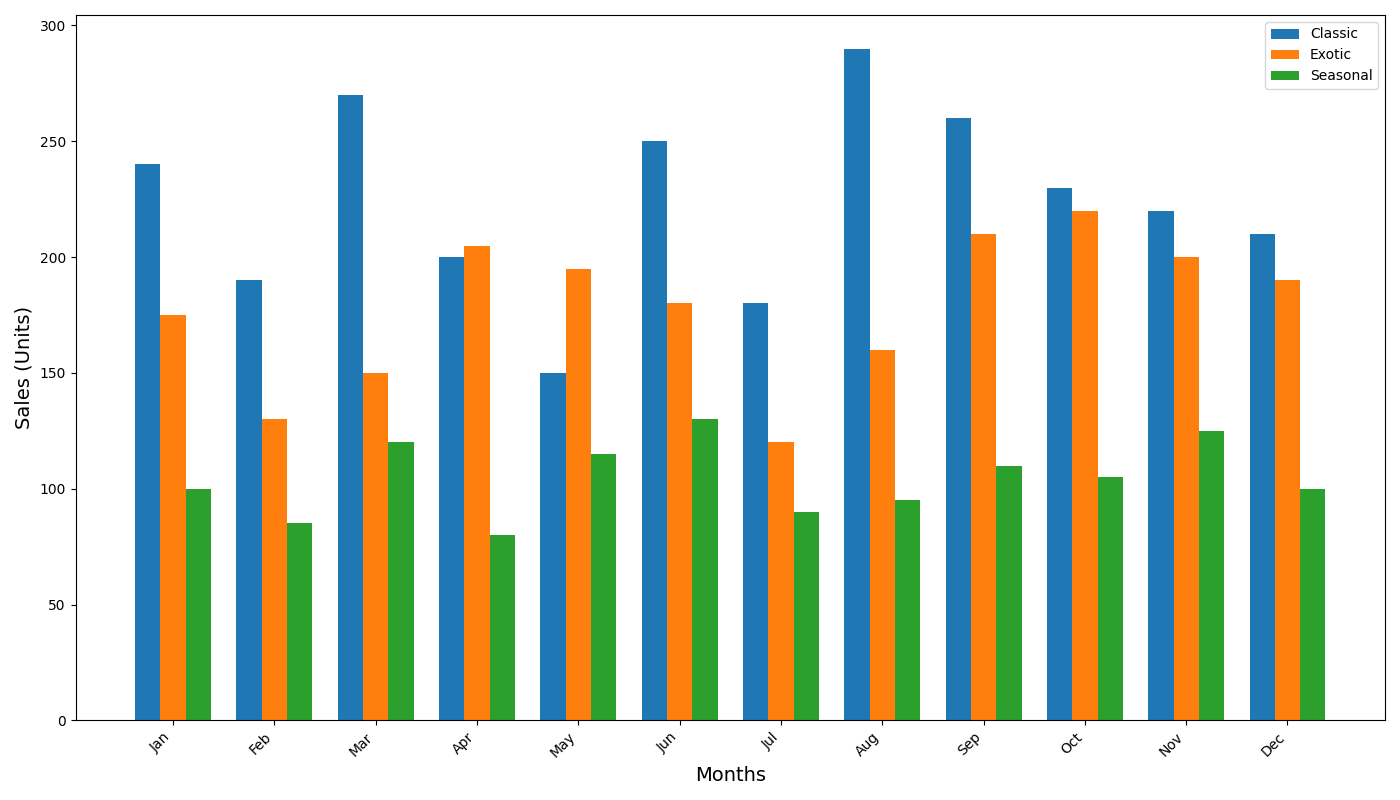 300
250
200
150
100
50
0
Sales (Units)
Classic
Exotic
Seasonal
Jan
Feb
Mar
Apr
May
Jun
Jul
Aug
Sep
Oct
Nov
Dec
Months